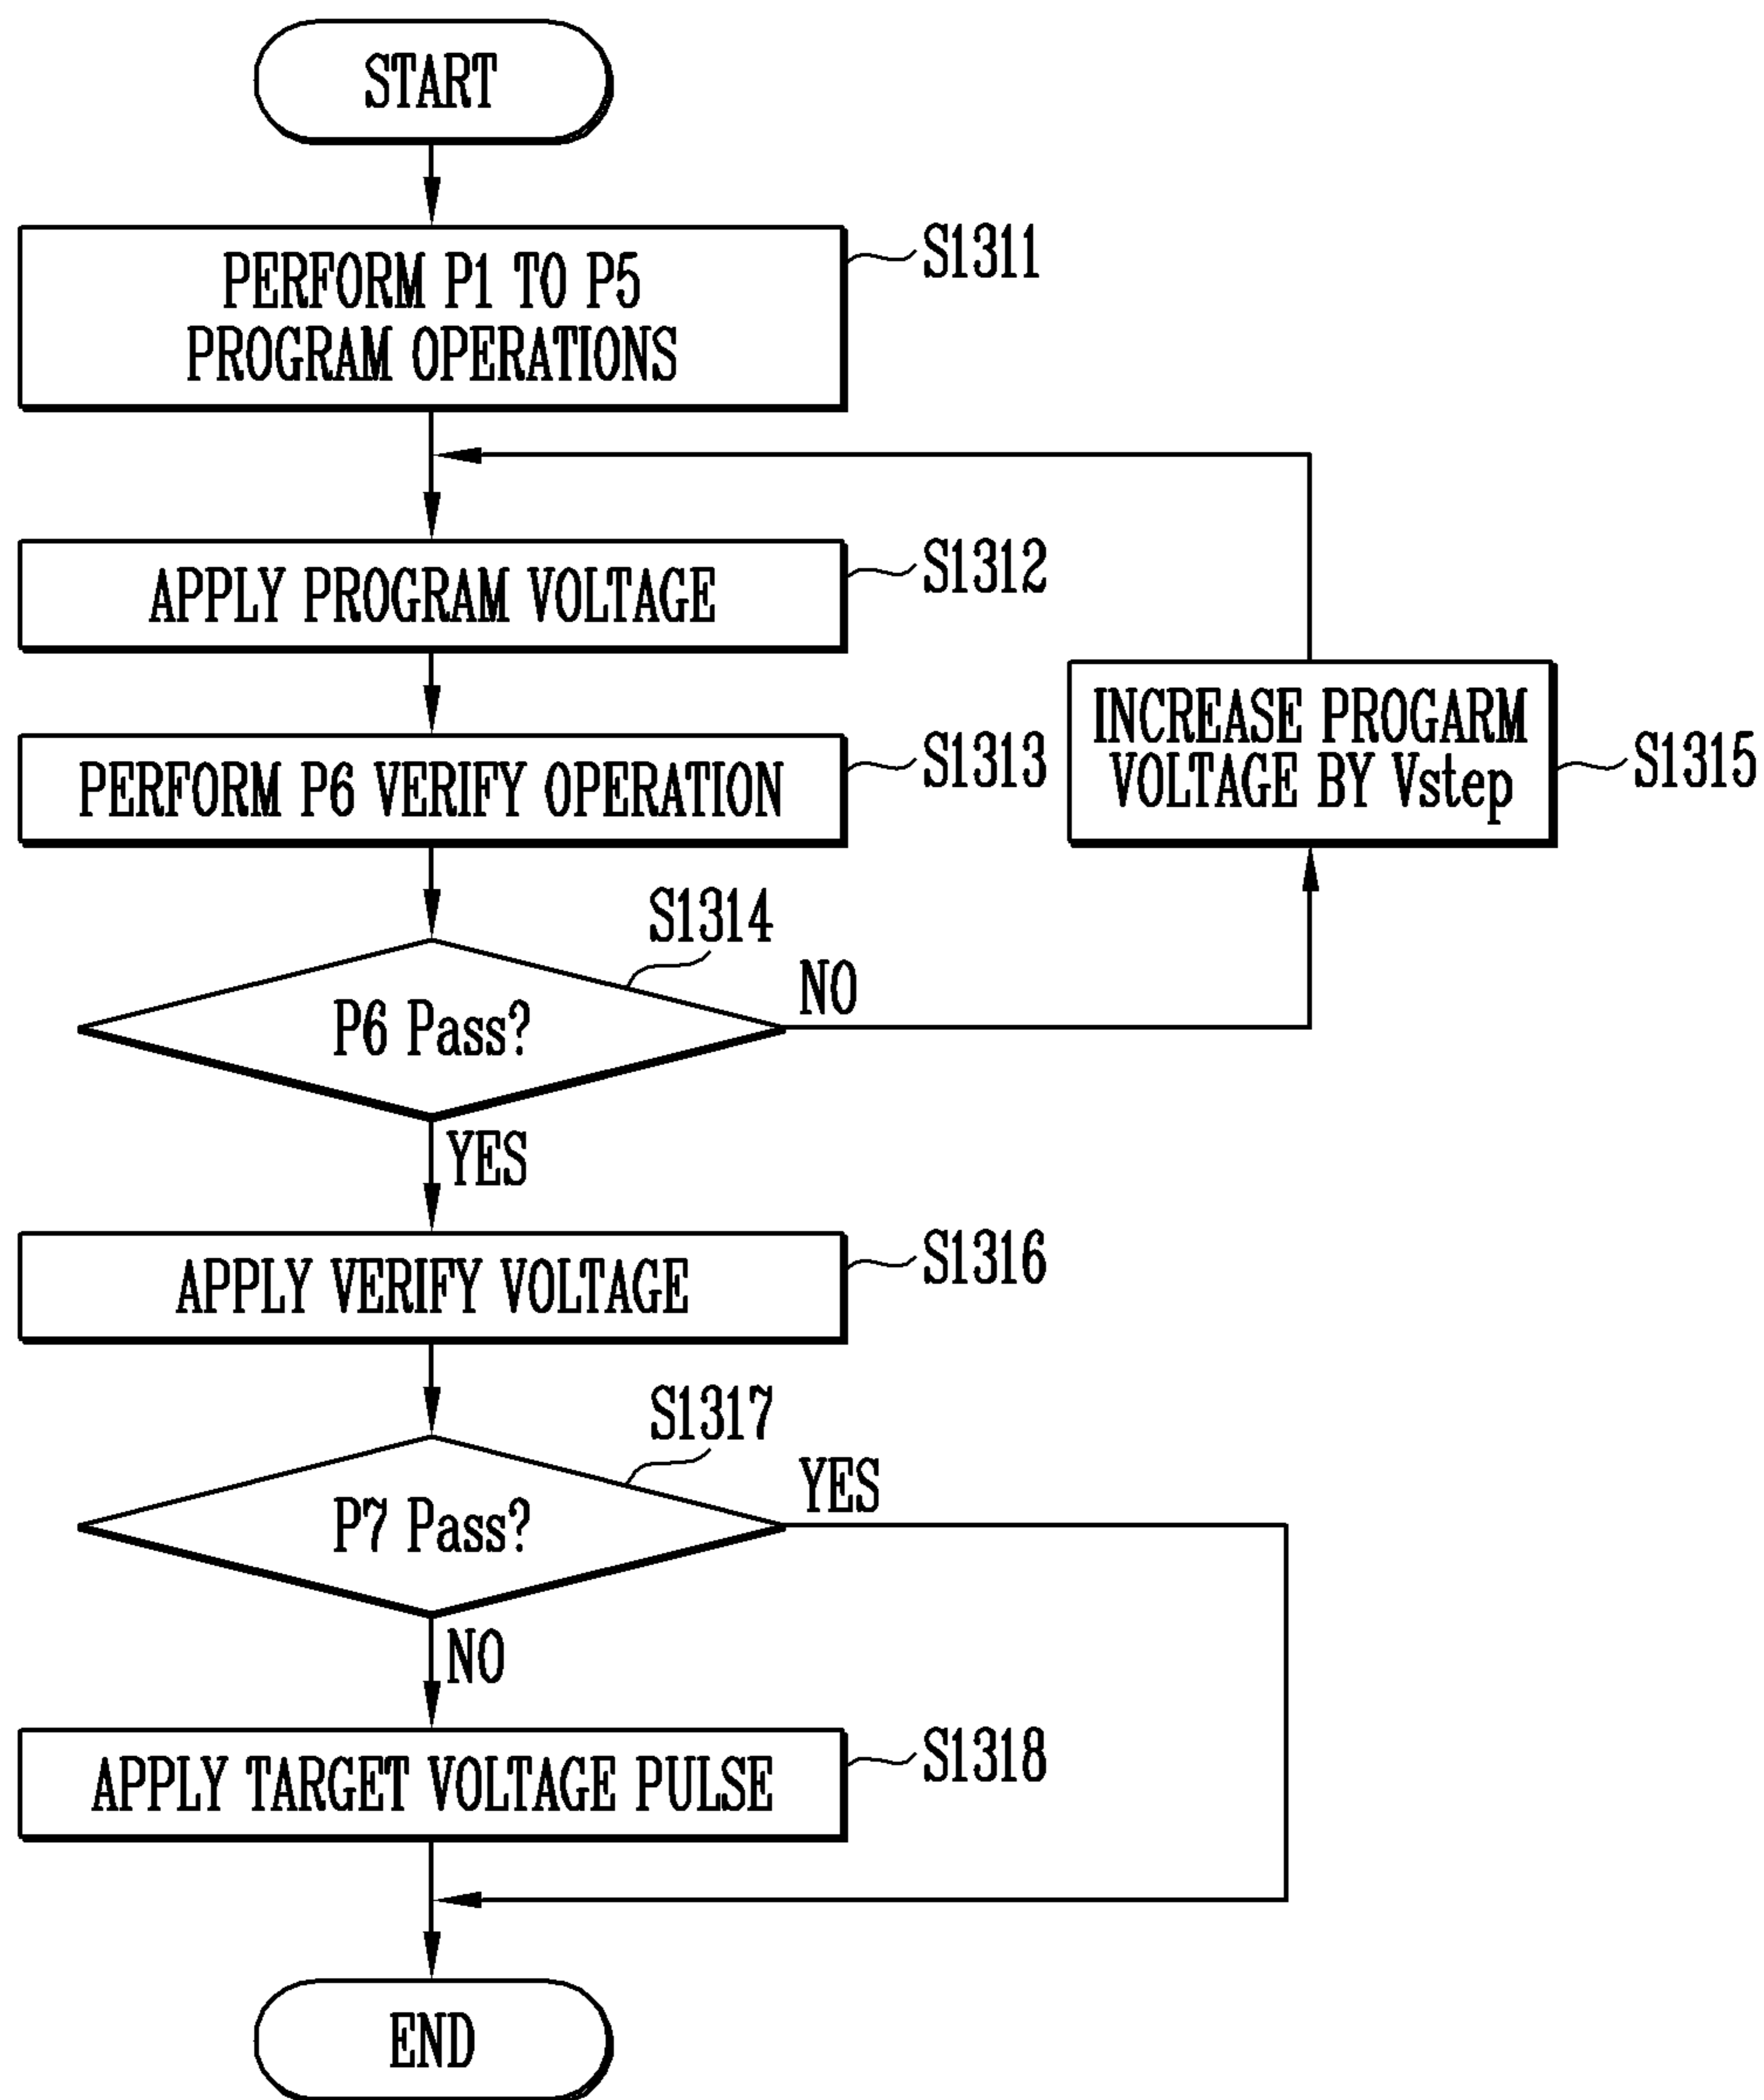 START
PERFORM P1 TO P5
PROGRAM OPERATIONS
S1311
APPLY PROGRAM VOLTAGE
S1312
PERFORM P6 VERIFY OPERATION
S1313
INCREASE PROGARM
VOLTAGE BY Vstep
S1315
S1314
P6 Pass?
NO
YES
APPLY VERIFY VOLTAGE
S1316
S1317
P7 Pass?
YES
NO
APPLY TARGET VOLTAGE PULSE
S1318
END